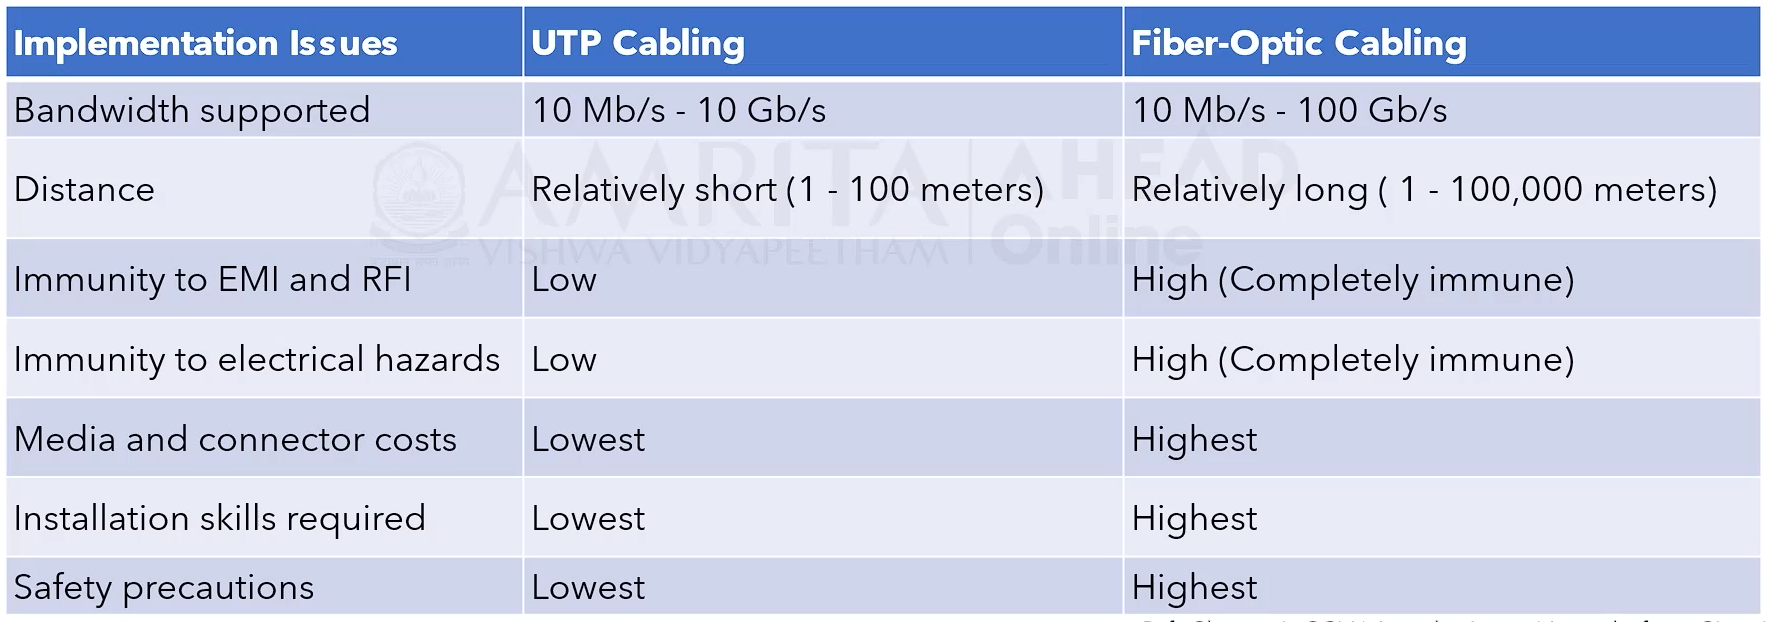 Implementation Issues UTP Cabling Fiber-Optic Cabling
Bandwidth supported 10 Mb/s - 10 Gb/s 10 Mb/s - 100 Gb/s
Distance Relatively short (1 - 100 meters) Relatively long ( 1 - 100,000 meters)
AMRITA AHEAD
VISHWA VIDYAPEETHAM Online
Immunity to EMI and RFI Low High (Completely immune)
Immunity to electrical hazards Low High (Completely immune)
Media and connector costs Lowest Highest
Installation skills required Lowest Highest
Safety precautions Lowest Highest